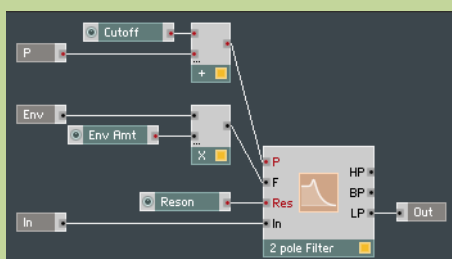 Cutoff
P
...
+
Env
Env Amt
...
X
P
F
Res
In
HP
BP
LP
Out
Reson
In
2 pole Filter